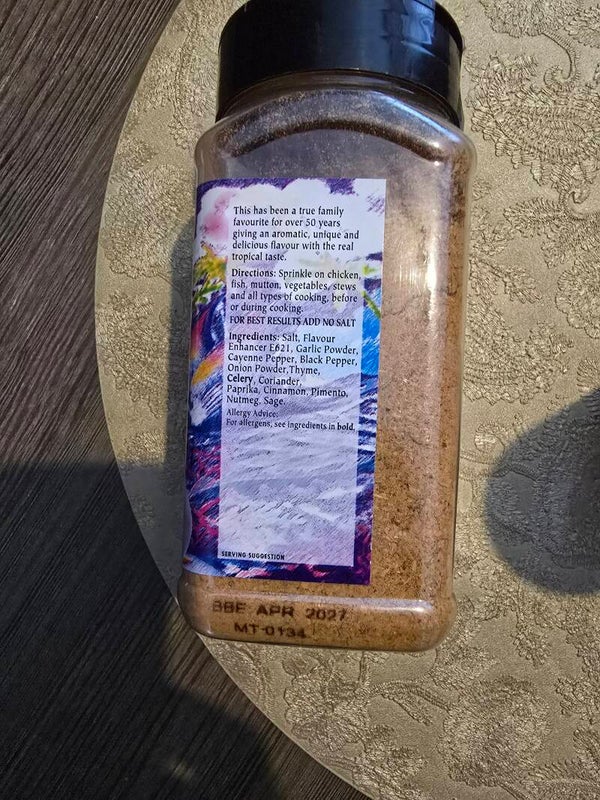 This has been a true family
favourite for over 50 years
giving an aromatic, unique and
delicious flavour with the real
tropical taste.
Directions: Sprinkle on chicken,
fish, mutton, vegetables, stews
and all types of cooking, before
or during cooking.
FOR BEST RESULTS ADD NO SALT
Ingredients: Salt, Flavour
Enhancer E621, Garlic Powder,
Cayenne Pepper, Black Pepper,
Onion Powder, Thyme,
Celery, Coriander,
Paprika, Cinnamon, Pimento,
Nutmeg, Sage.
Allergy Advice:
For allergens, see ingredients in bold.
SERVING SUGGESTION
BBE APR 2027
MT-0134